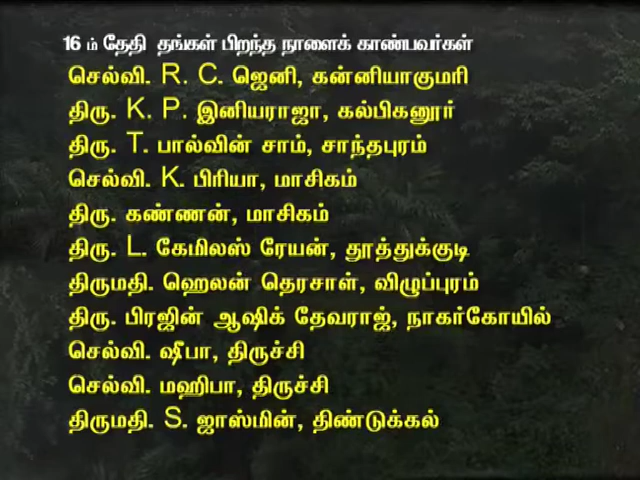 16 ம் தேதி தங்கள் பிறந்த நாளைக் காண்பவர்கள்
செல்வி. R. C. ஜெனி, கன்னியாகுமரி
திரு. K. P. இனியராஜா, கல்பிகனூர்
திரு. T. பால்வின் சாம், சாந்தபுரம்
செல்வி. K. பிரியா, மாசிகம்
திரு. கண்ணன், மாசிகம்
திரு. L. கேமிலஸ் ரேயன், தூத்துக்குடி
திருமதி. ஹெலன் தெரசாள், விழுப்புரம்
திரு. பிரஜின் ஆஷிக் தேவராஜ், நாகர்கோயில்
செல்வி. ஷீபா, திருச்சி
செல்வி. மஹிபா, திருச்சி
திருமதி. S. ஜாஸ்மின், திண்டுக்கல்